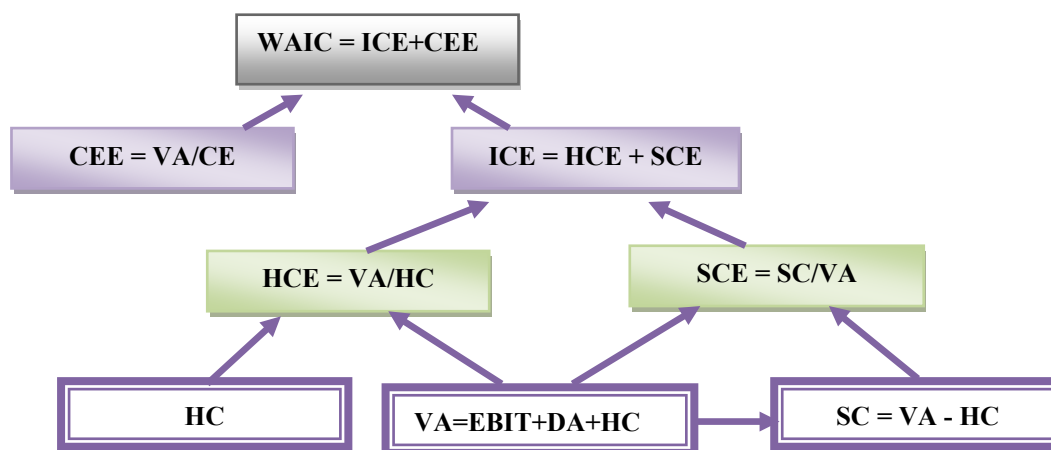 WAIC = ICE+CEE
CEE = VA/CE
ICE = HCE + SCE
HCE = VA/HC
SCE = SC/VA
HC
VA=EBIT+DA+HC
SC = VA - HC